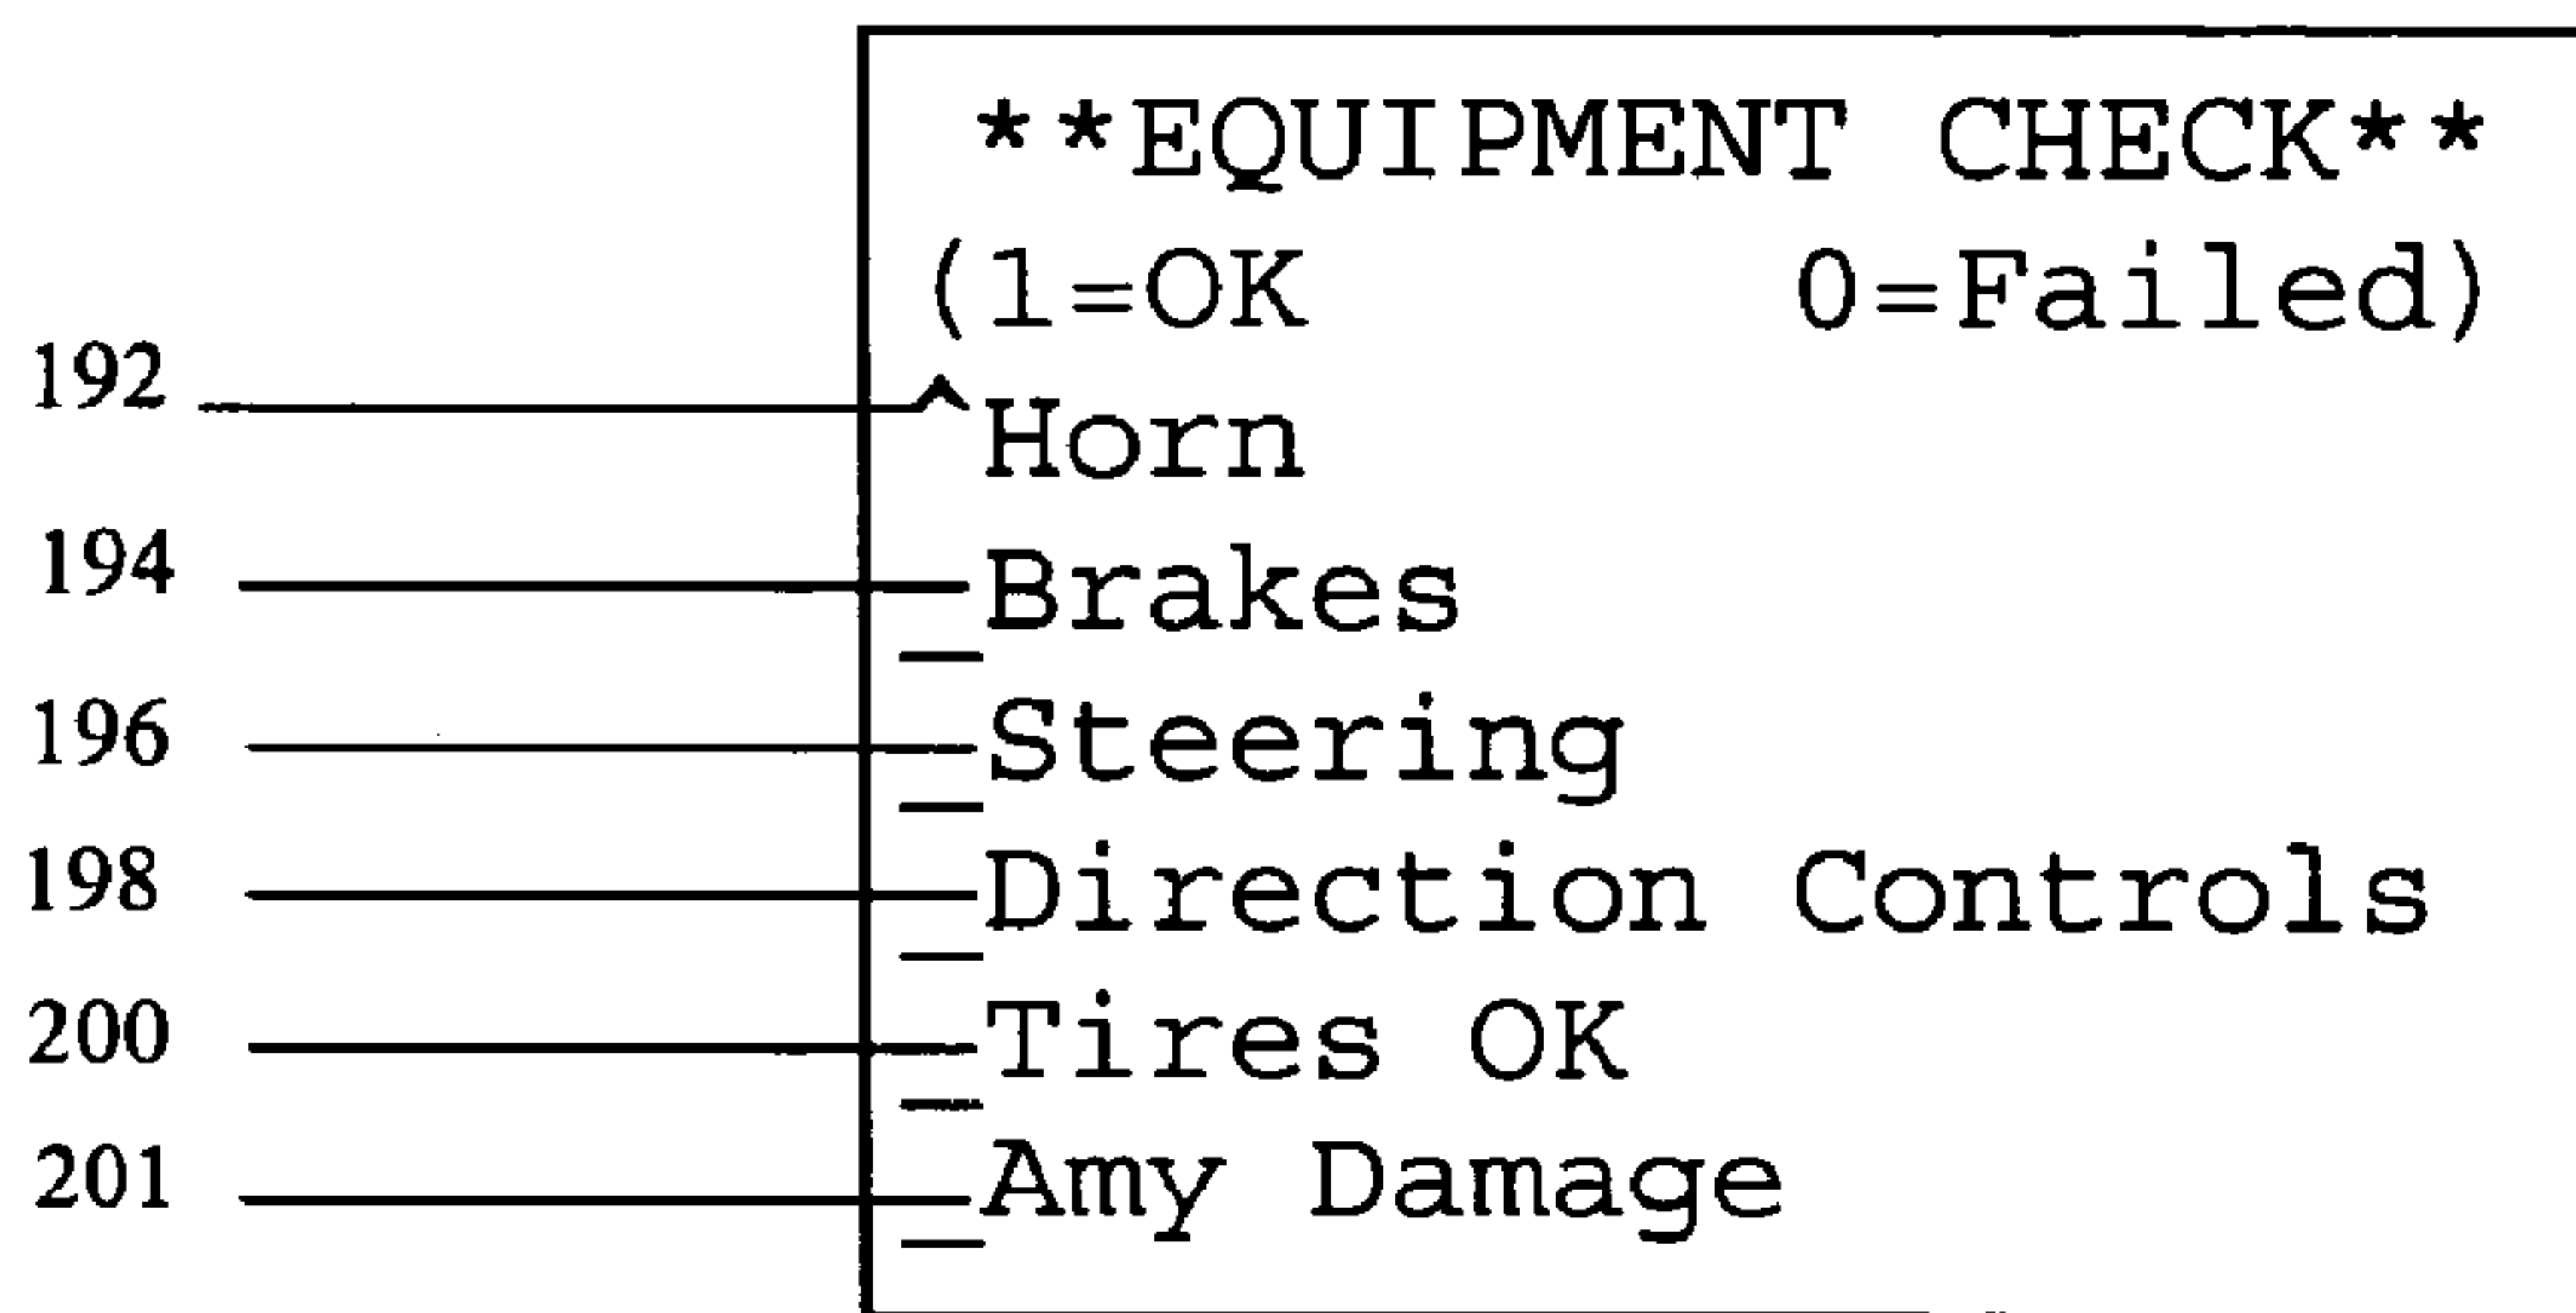 **EQUIPMENT CHECK**
(1=OK 0=Failed)
192 ^Horn
194 _Brakes
196 _Steering
198 _Direction Controls
200 _Tires OK
201 _Amy Damage